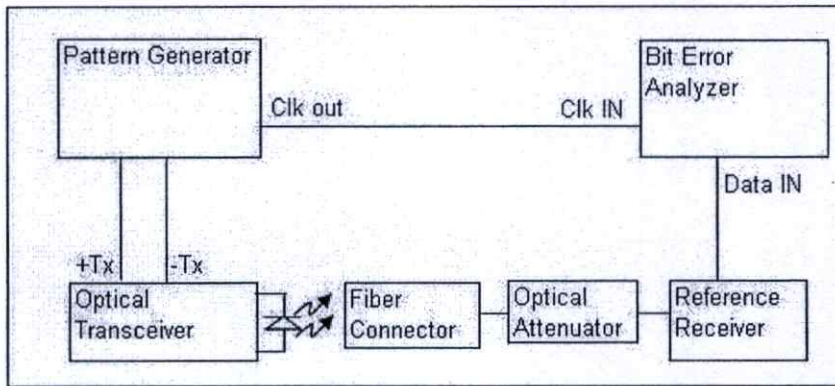 Pattern Generator
Bit Error
Analyzer
Clk out
Clk IN
Data IN
+Tx
-Tx
Optical
Transceiver
Fiber
Connector
Optical
Attenuator
Reference
Receiver